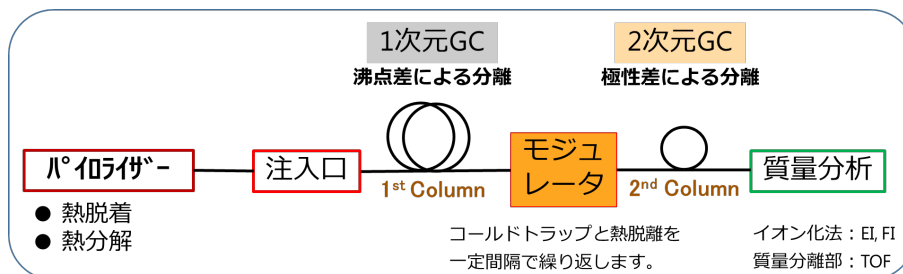 1次元GC
沸点差による分離
2次元GC
極性差による分離
ﾊﾟｲﾛﾗｲｻﾞｰ
注入口
1st Column
モジュ
レータ
2nd Column
質量分析
● 熱脱着
● 熱分解
コールドトラップと熱脱離を
一定間隔で繰り返します。
イオン化法：EI, FI
質量分離部：TOF